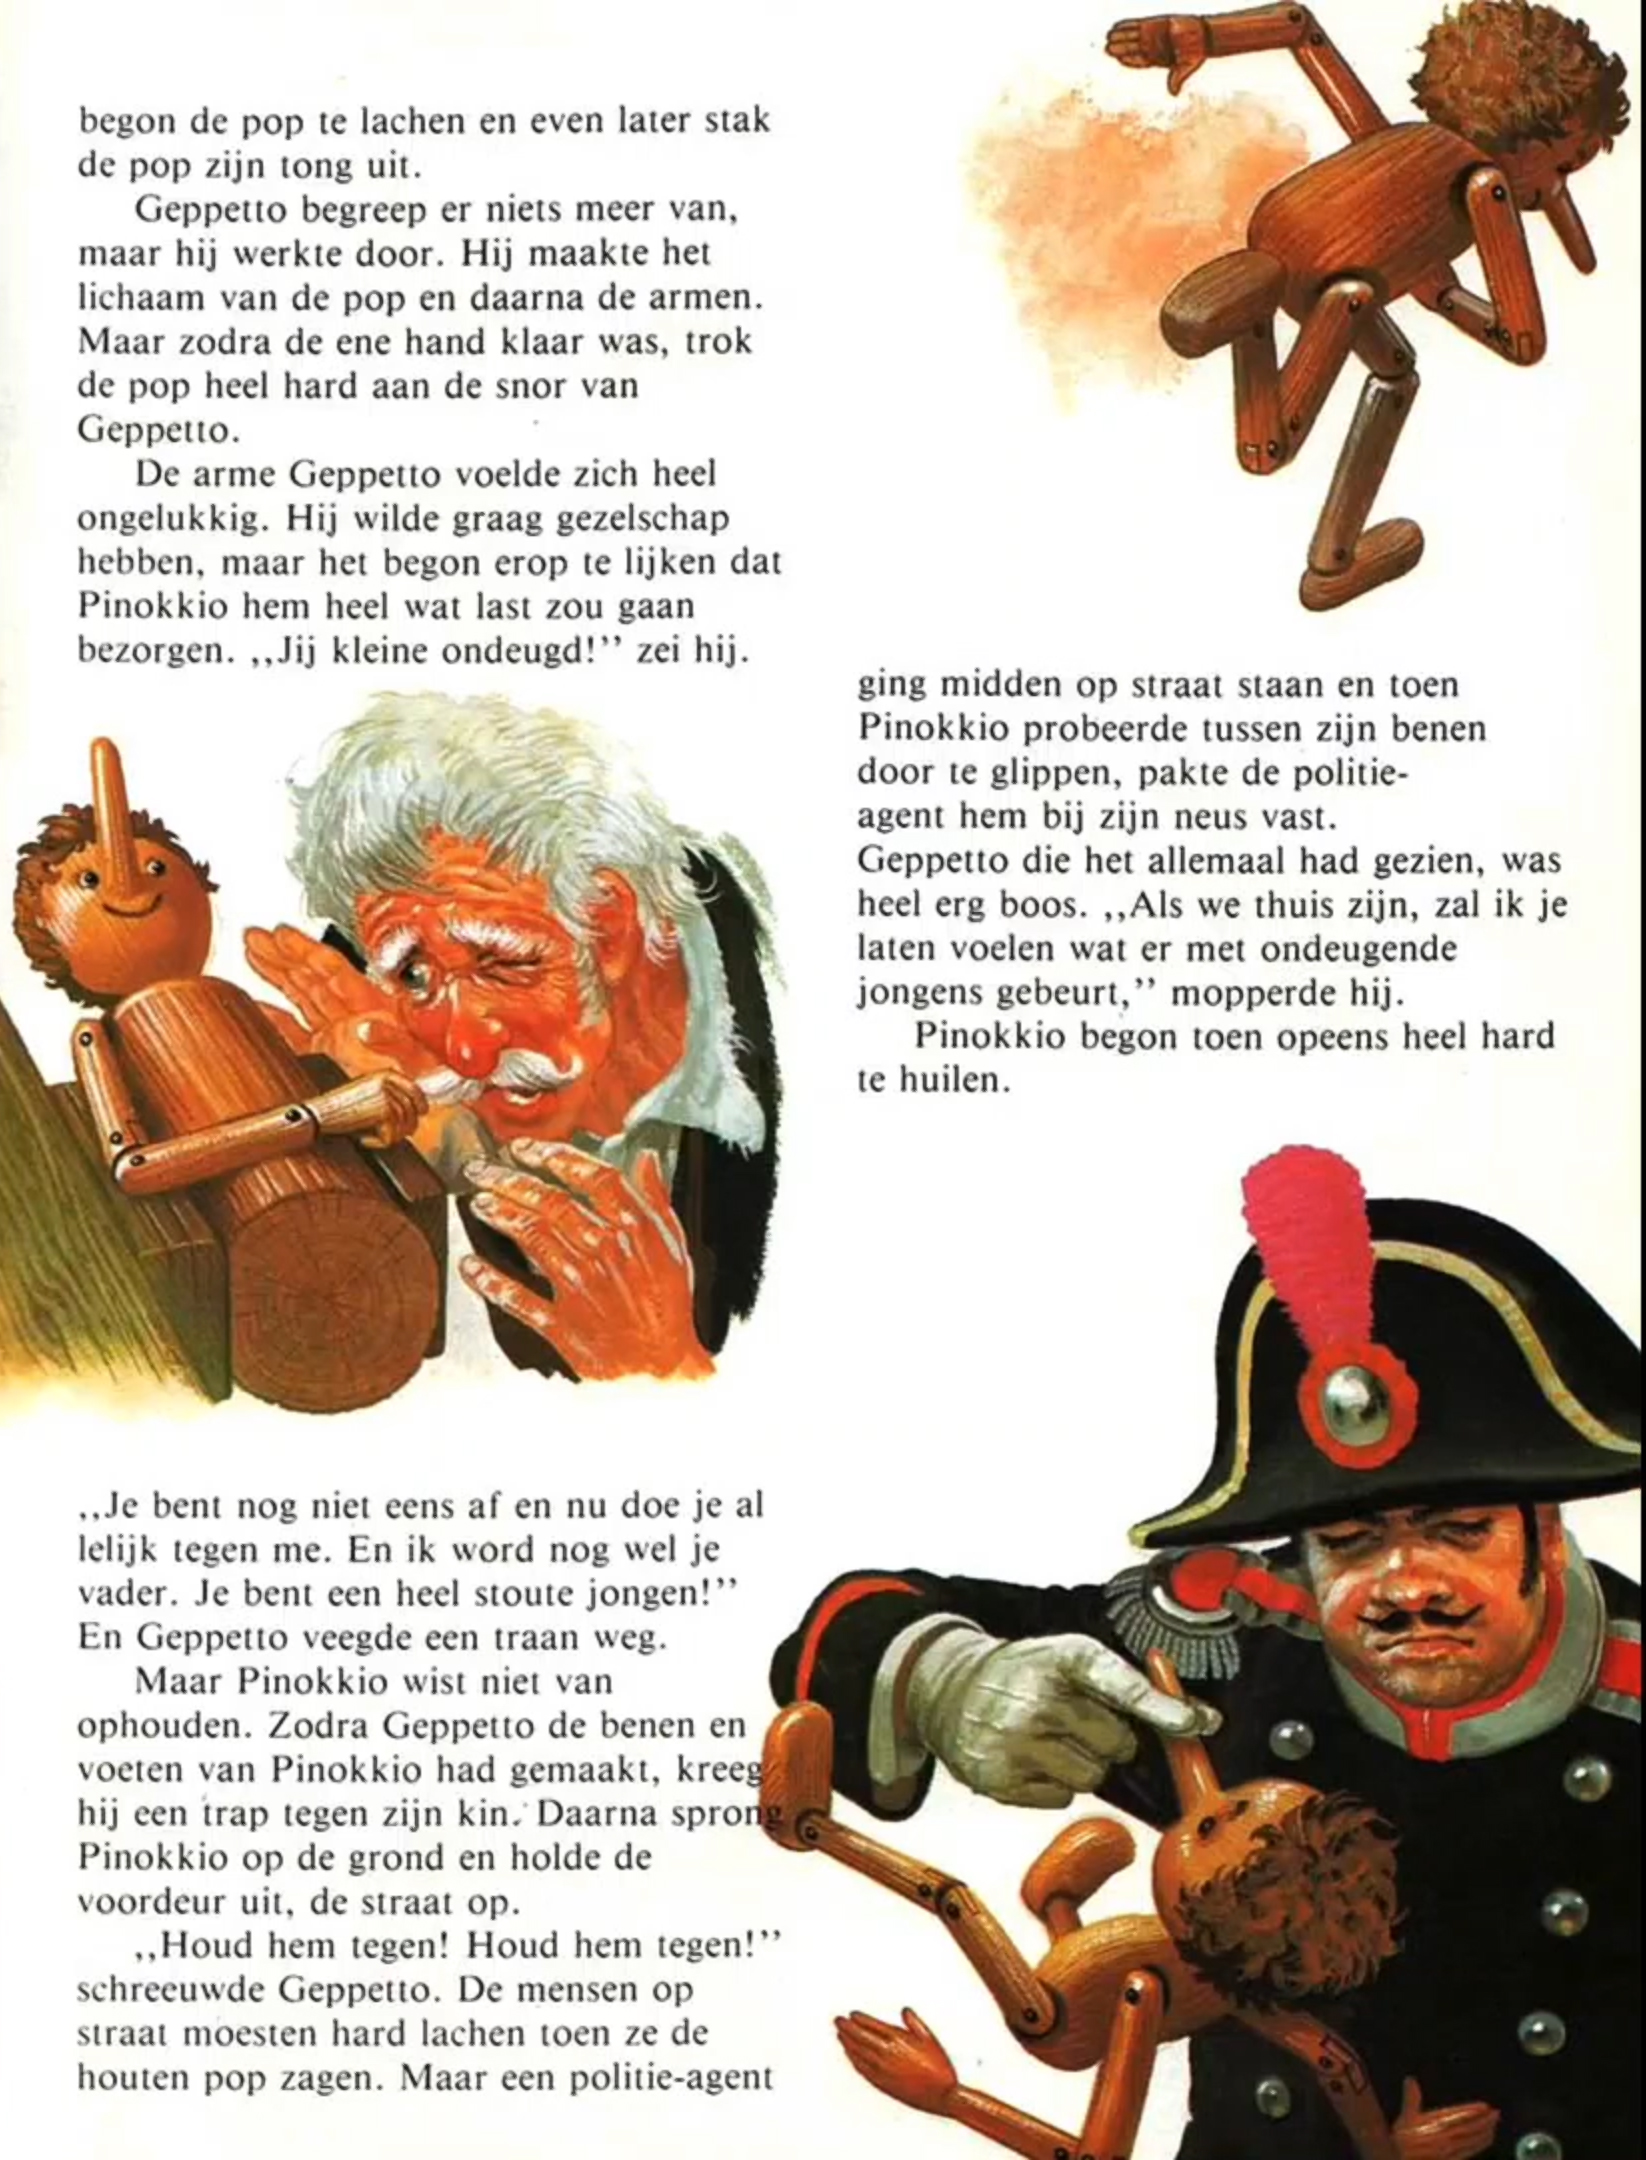 begon de pop te lachen en even later stak
de pop zijn tong uit.
Geppetto begreep er niets meer van,
maar hij werkte door. Hij maakte het
lichaam van de pop en daarna de armen.
Maar zodra de ene hand klaar was, trok
de pop heel hard aan de snor van
Geppetto.
De arme Geppetto voelde zich heel
ongelukkig. Hij wilde graag gezelschap
hebben, maar het begon erop te lijken dat
Pinokkio hem heel wat last zou gaan
bezorgen. ,,Jij kleine ondeugd!’’ zei hij.
,,Je bent nog niet eens af en nu doe je al
lelijk tegen me. En ik word nog wel je
vader. Je bent een heel stoute jongen!’’
En Geppetto veegde een traan weg.
Maar Pinokkio wist niet van
ophouden. Zodra Geppetto de benen en
voeten van Pinokkio had gemaakt, kreeg
hij een trap tegen zijn kin. Daarna sprong
Pinokkio op de grond en holde de
voordeur uit, de straat op.
,,Houd hem tegen! Houd hem tegen!’’
schreeuwde Geppetto. De mensen op
straat moesten hard lachen toen ze de
houten pop zagen. Maar een politie-agent
ging midden op straat staan en toen
Pinokkio probeerde tussen zijn benen
door te glippen, pakte de politie-
agent hem bij zijn neus vast.
Geppetto die het allemaal had gezien, was
heel erg boos. ,,Als we thuis zijn, zal ik je
laten voelen wat er met ondeugende
jongens gebeurt,’’ mopperde hij.
Pinokkio begon toen opeens heel hard
te huilen.